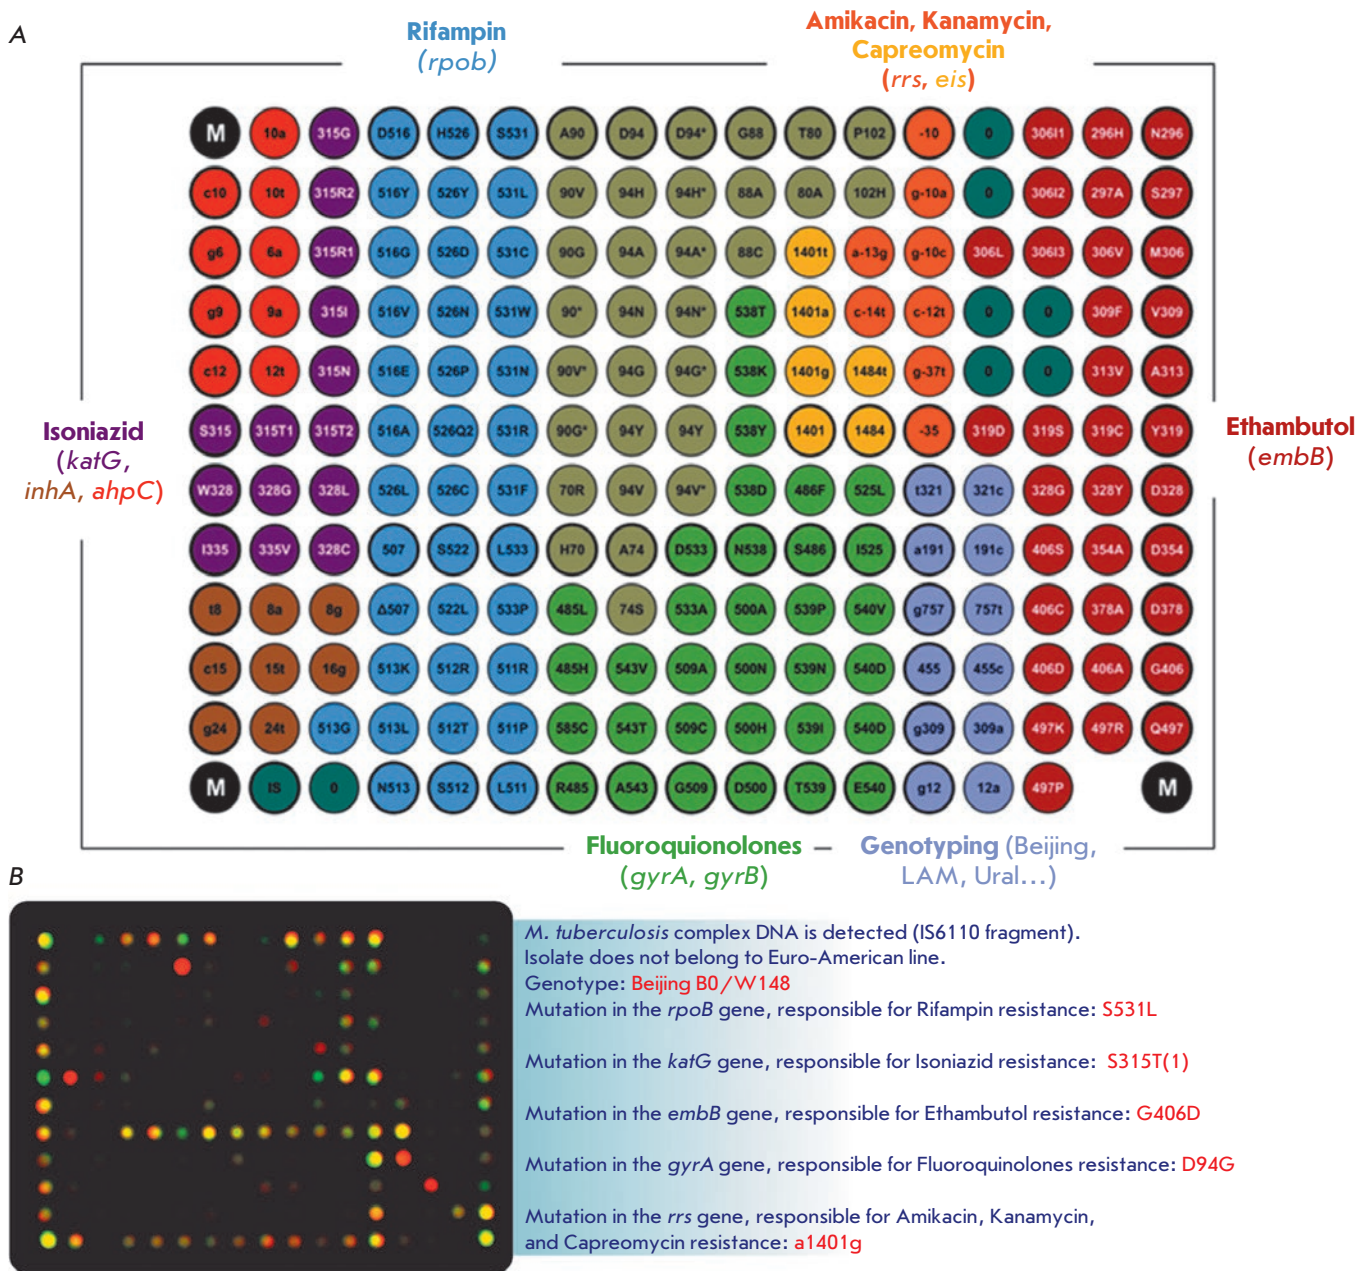 A
Rifampin
(rpob)
Amikacin, Kanamycin,
Capreomycin
(rrs, eis)
M 10a 315G D516 H526 S531 A90 D94 D94* G88 T80 P102 -10 0 306I1 296H N296
c10 10t 315R2 516Y 526Y 531L 90V 94H 94H* 88A 80A 102H g-10a 0 306I2 297A S297
g6 6a 315R1 516G 526D 531C 90G 94A 94A* 88C 1401t a-13g g-10c 306L 306I3 306V M306
g9 9a 315I 516V 526N 531W 90* 94N 94N* 538T 1401a c-14t c-12t 0 0 309F V309
c12 12t 315N 516E 526P 531N 90V* 94G 94G* 538K 1401g 1484t g-37t 0 0 313V A313
S315 315T1 315T2 516A 526Q2 531R 90G* 94Y 94Y 538Y 1401 1484 -35 319D 319S 319C Y319
W328 328G 328L 526L 526C 531F 70R 94V 94V* 538D 486F 525L t321 321c 328G 328Y D328
I335 335V 328C 507 S522 L533 H70 A74 D533 N538 S486 I525 a191 191c 406S 354A D354
t8 8a 8g Δ507 522L 533P 485L 74S 533A 500A 539P 540V g757 757t 406C 378A D378
c15 15t 16g 513K 512R 511R 485H 543V 509A 500N 539N 540D 455 455c 406D 406A G406
g24 24t 513G 513L 512T 511P 585C 543T 509C 500H 539I 540D g309 309a 497K 497R Q497
M IS 0 N513 S512 L511 R485 A543 G509 D500 T539 E540 g12 12a 497P M
Isoniazid
(katG,
inhA, ahpC)
Ethambutol
(embB)
Fluoroquionolones
(gyrA, gyrB)
Genotyping (Beijing,
LAM, Ural...)
B
M. tuberculosis complex DNA is detected (IS6110 fragment).
Isolate does not belong to Euro-American line.
Genotype: Beijing B0/W148
Mutation in the rpoB gene, responsible for Rifampin resistance: S531L
Mutation in the katG gene, responsible for Isoniazid resistance: S315T(1)
Mutation in the embB gene, responsible for Ethambutol resistance: G406D
Mutation in the gyrA gene, responsible for Fluoroquinolones resistance: D94G
Mutation in the rrs gene, responsible for Amikacin, Kanamycin,
and Capreomycin resistance: a1401g